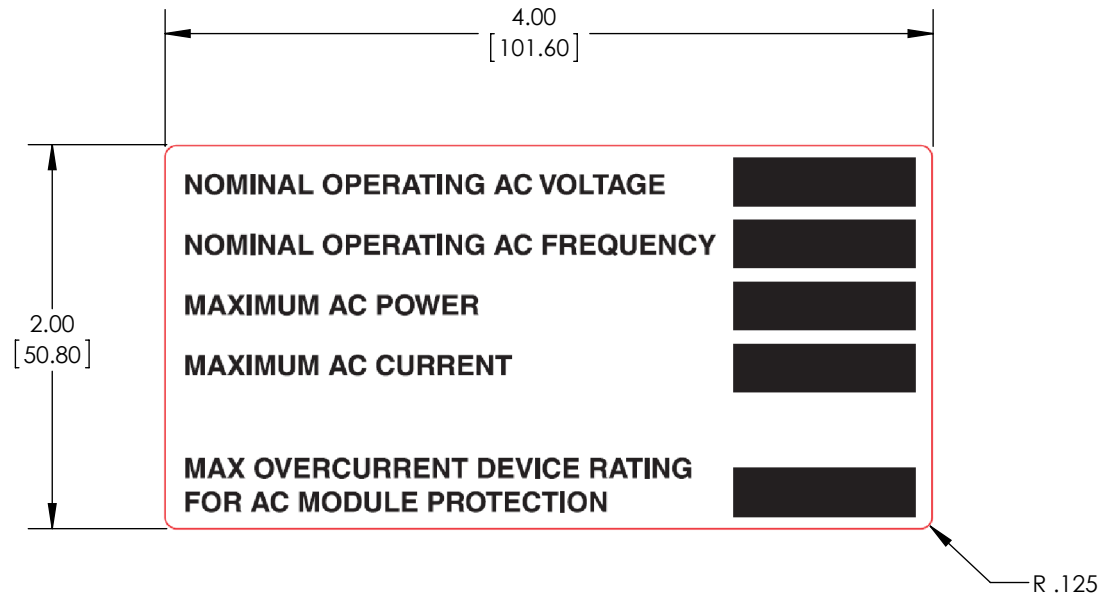 4.00
[101.60]
NOMINAL OPERATING AC VOLTAGE
NOMINAL OPERATING AC FREQUENCY
MAXIMUM AC POWER
2.00
[50.80]
MAXIMUM AC CURRENT
MAX OVERCURRENT DEVICE RATING
FOR AC MODULE PROTECTION
R .125